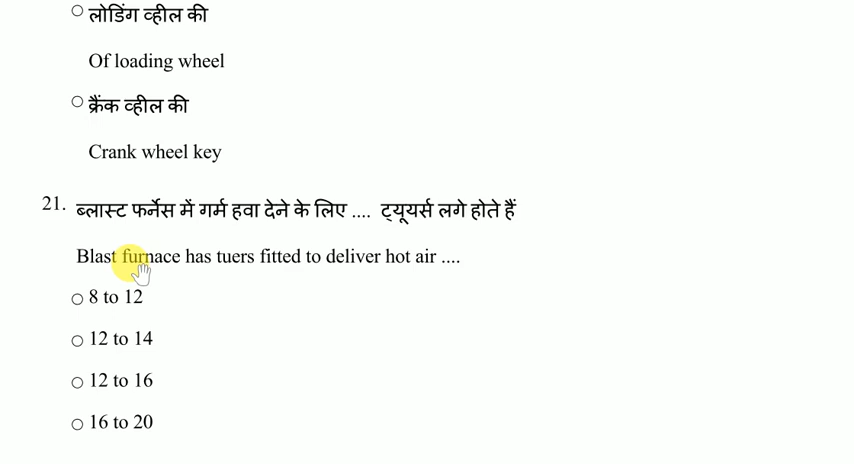 लोडिंग व्हील की
Of loading wheel
क्रैंक व्हील की
Crank wheel key
21. ब्लास्ट फर्नेस में गर्म हवा देने के लिए .... ट्यूयर्स लगे होते हैं
Blast furnace has tuers fitted to deliver hot air ....
8 to 12
12 to 14
12 to 16
16 to 20